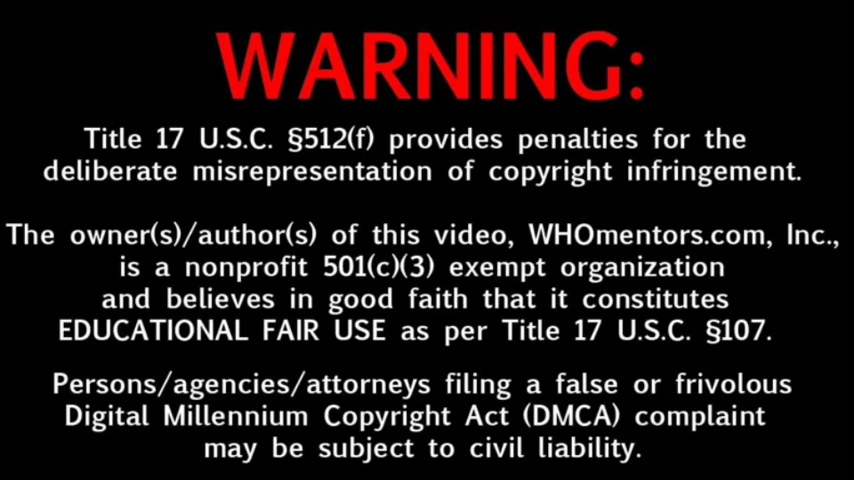 WARNING:
Title 17 U.S.C. §512(f) provides penalties for the
deliberate misrepresentation of copyright infringement.
The owner(s)/author(s) of this video, WHOmentors.com, Inc.,
is a nonprofit 501(c)(3) exempt organization
and believes in good faith that it constitutes
EDUCATIONAL FAIR USE as per Title 17 U.S.C. §107.
Persons/agencies/attorneys filing a false or frivolous
Digital Millennium Copyright Act (DMCA) complaint
may be subject to civil liability.